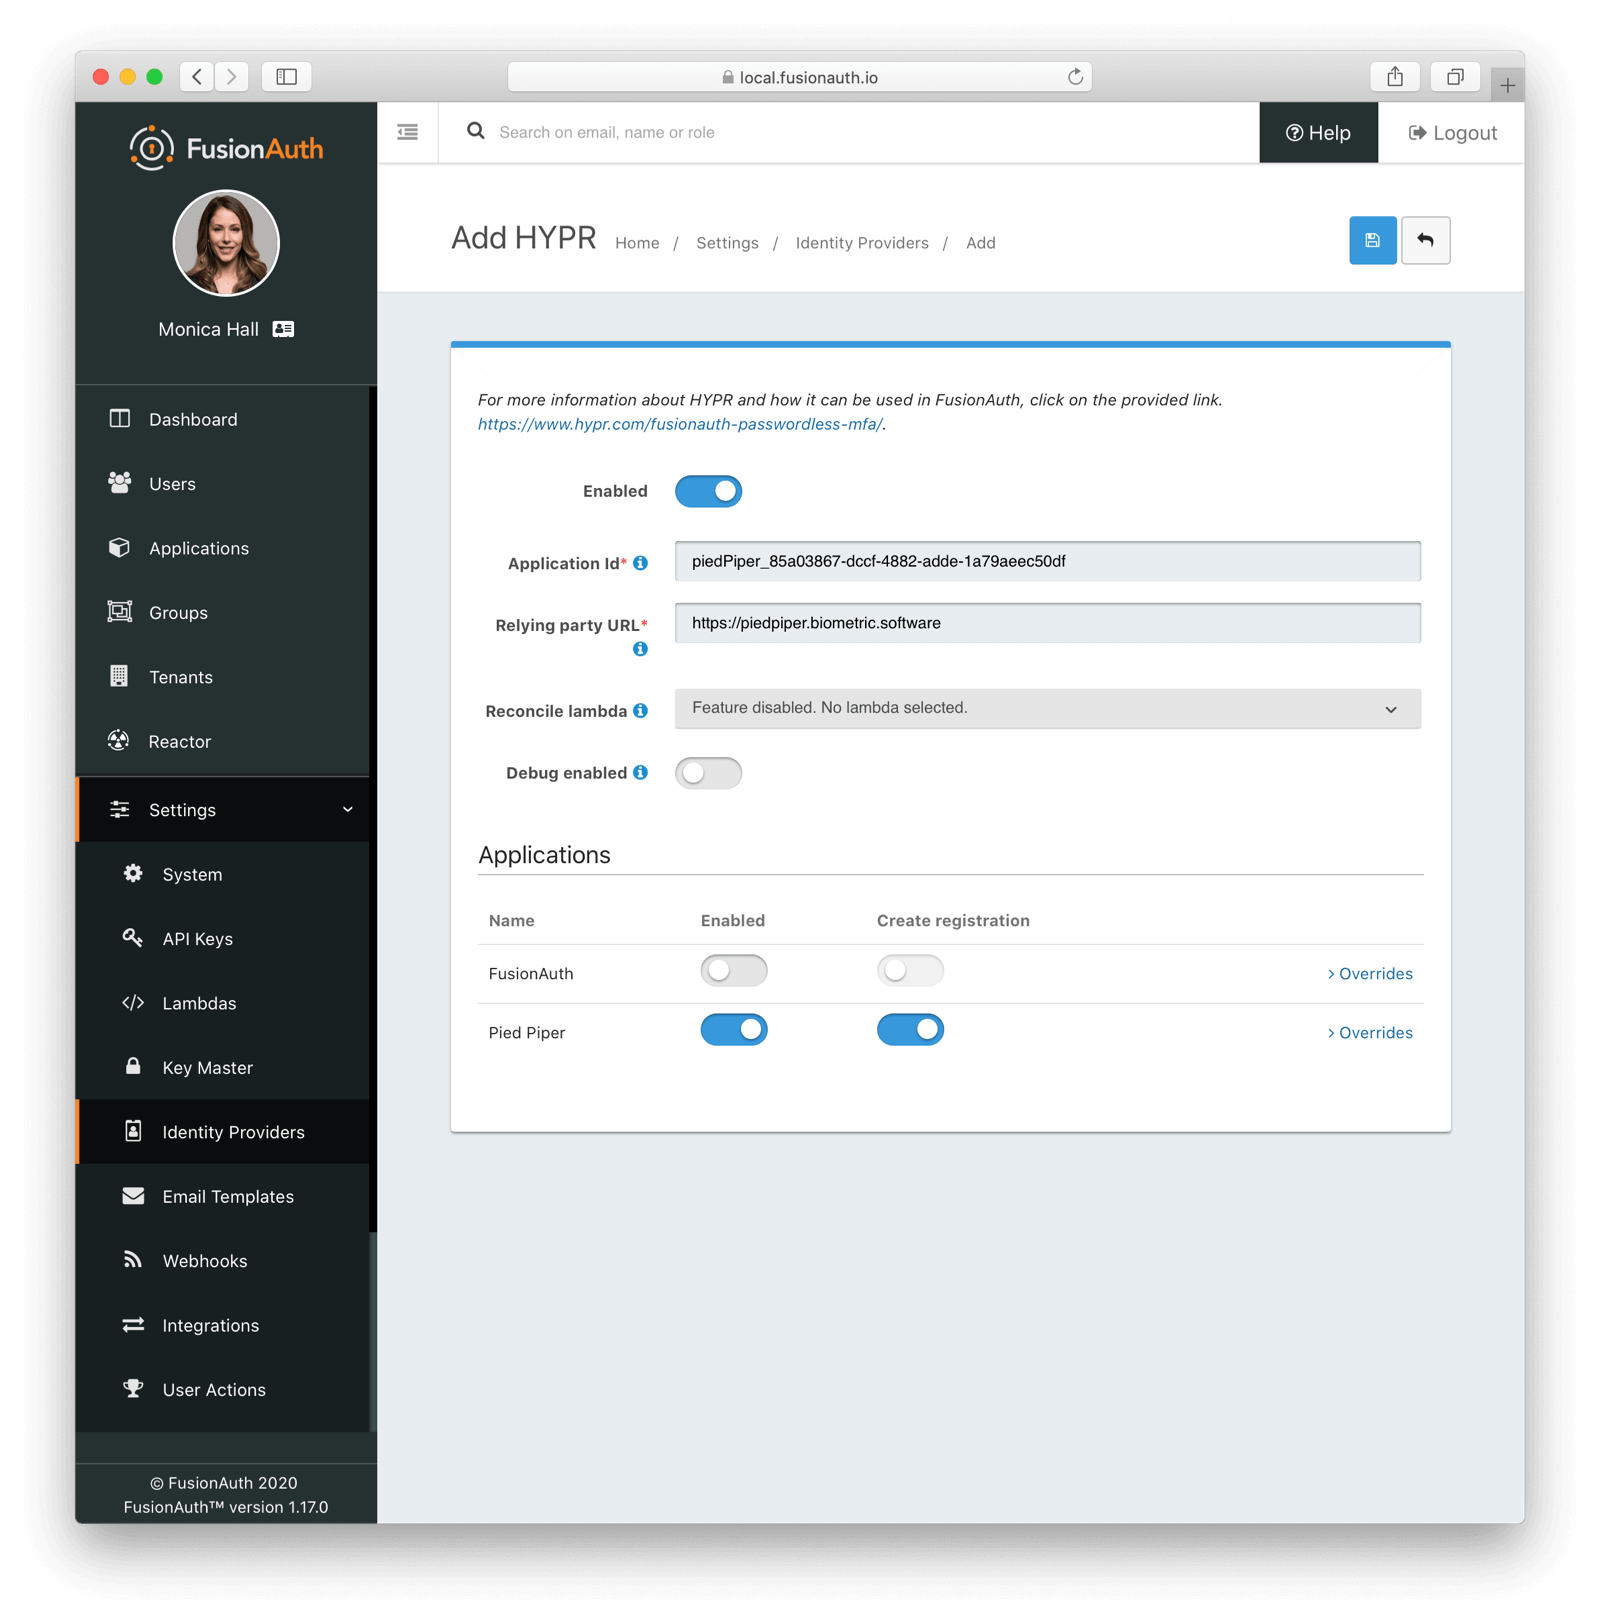 local.fusionauth.io
FusionAuth
Monica Hall
Dashboard
Users
Applications
Groups
Tenants
Reactor
Settings
System
API Keys
Lambdas
Key Master
Identity Providers
Email Templates
Webhooks
Integrations
User Actions
© FusionAuth 2020
FusionAuth™ version 1.17.0
Search on email, name or role
Help
Logout
Add HYPR Home / Settings / Identity Providers / Add
For more information about HYPR and how it can be used in FusionAuth, click on the provided link.
https://www.hypr.com/fusionauth-passwordless-mfa/.
Enabled
Application Id* piedPiper_85a03867-dccf-4882-adde-1a79aeec50df
Relying party URL* https://piedpiper.biometric.software
Reconcile lambda Feature disabled. No lambda selected.
Debug enabled
Applications
Name Enabled Create registration
FusionAuth > Overrides
Pied Piper > Overrides